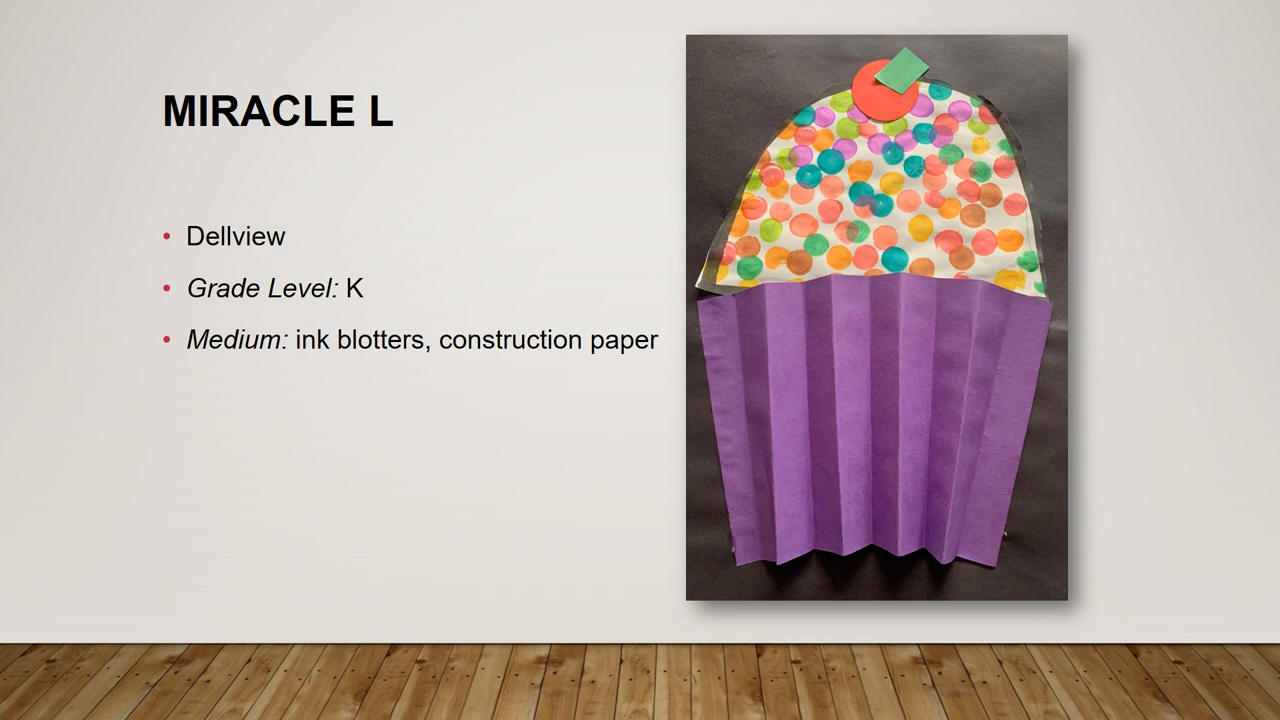 MIRACLE L
• Dellview
• Grade Level: K
• Medium: ink blotters, construction paper